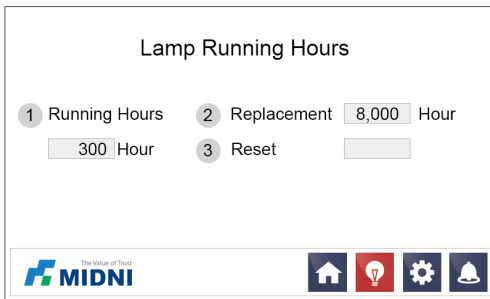 Lamp Running Hours
1 Running Hours
300 Hour
2 Replacement 8,000 Hour
3 Reset
The Value of Trust
MIDNI